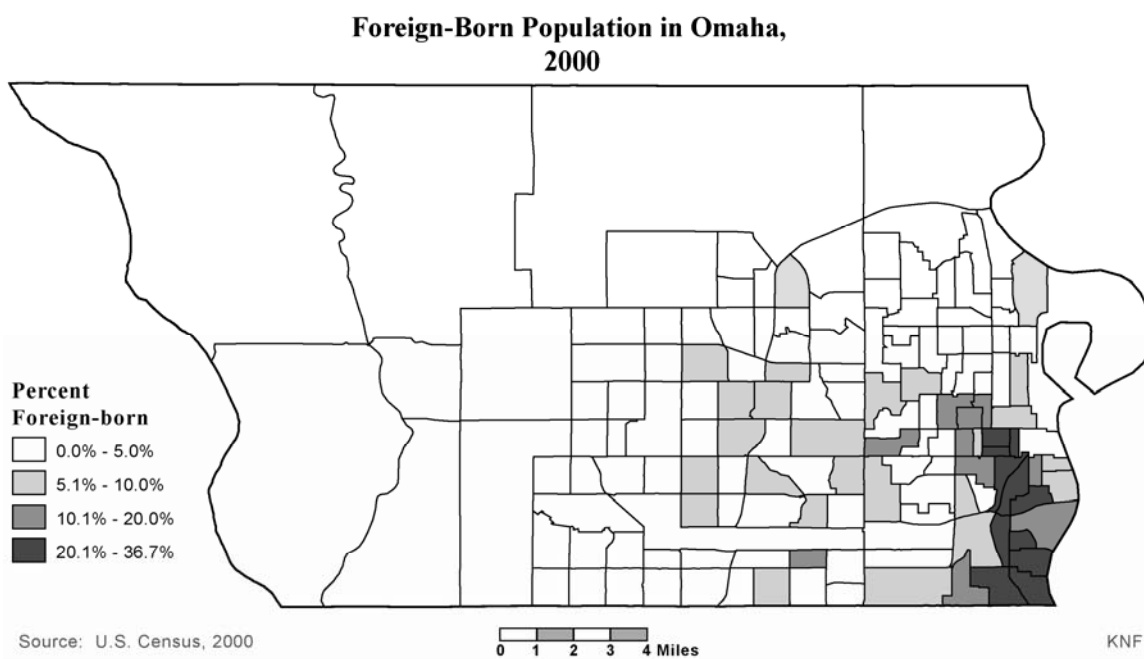 Foreign-Born Population in Omaha,
2000
Percent
Foreign-born
0.0% - 5.0%
5.1% - 10.0%
10.1% - 20.0%
20.1% - 36.7%
Source: U.S. Census, 2000
0 1 2 3 4 Miles
KNF